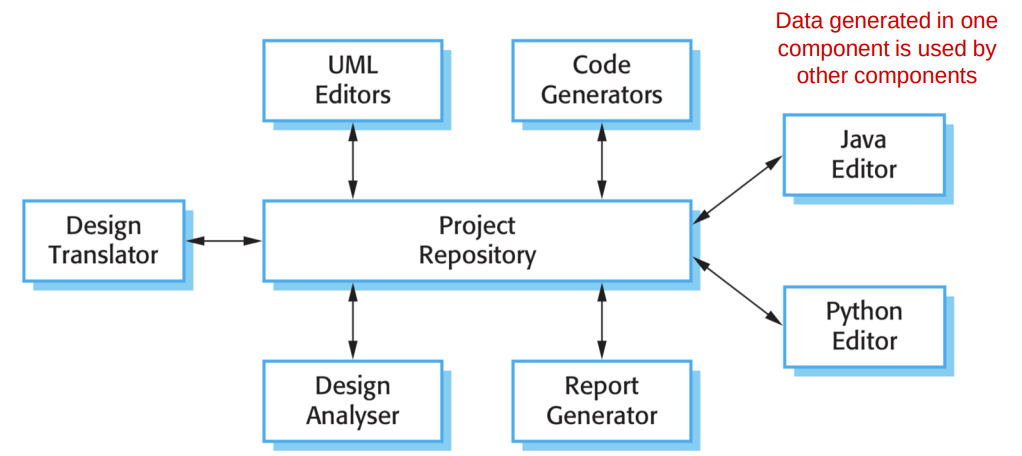 Data generated in one
component is used by
other components
UML
Editors
Code
Generators
Java
Editor
Design
Translator
Project
Repository
Python
Editor
Design
Analyser
Report
Generator